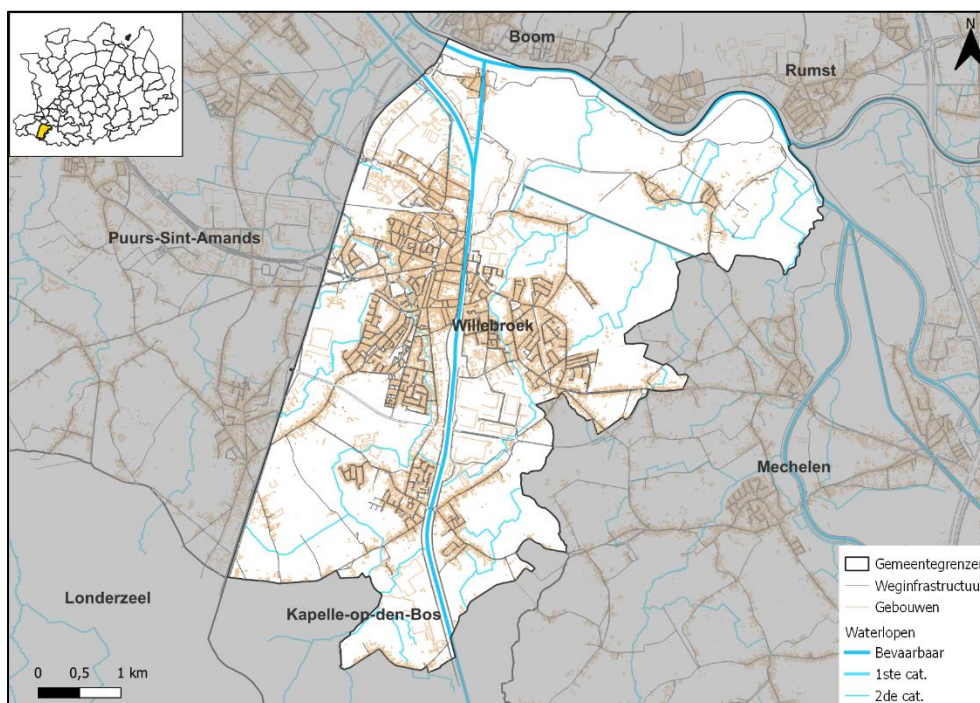 Boom
N
Rumst
Puurs-Sint-Amands
Willebroek
Mechelen
Londerzeel
Kapelle-op-den-Bos
0 0,5 1 km
Gemeentegrenzen
Weginfrastructuu
Gebouwen
Waterlopen
Bevaarbaar
1ste cat.
2de cat.